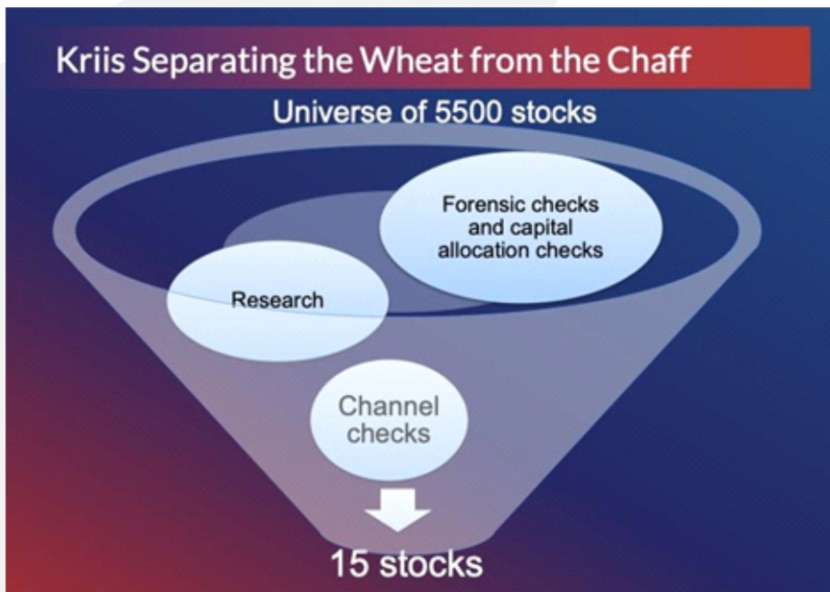 Kriis Separating the Wheat from the Chaff
Universe of 5500 stocks
Forensic checks
and capital
allocation checks
Research
Channel
checks
15 stocks